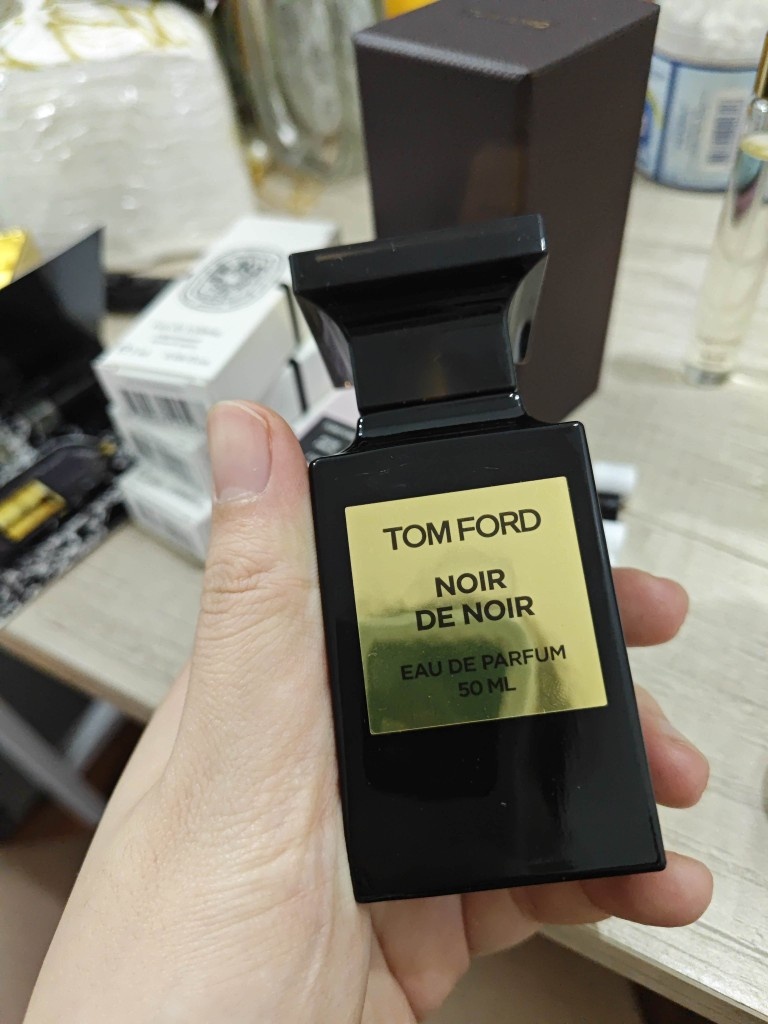 TOM FORD
NOIR
DE NOIR
EAU DE PARFUM
50 ML